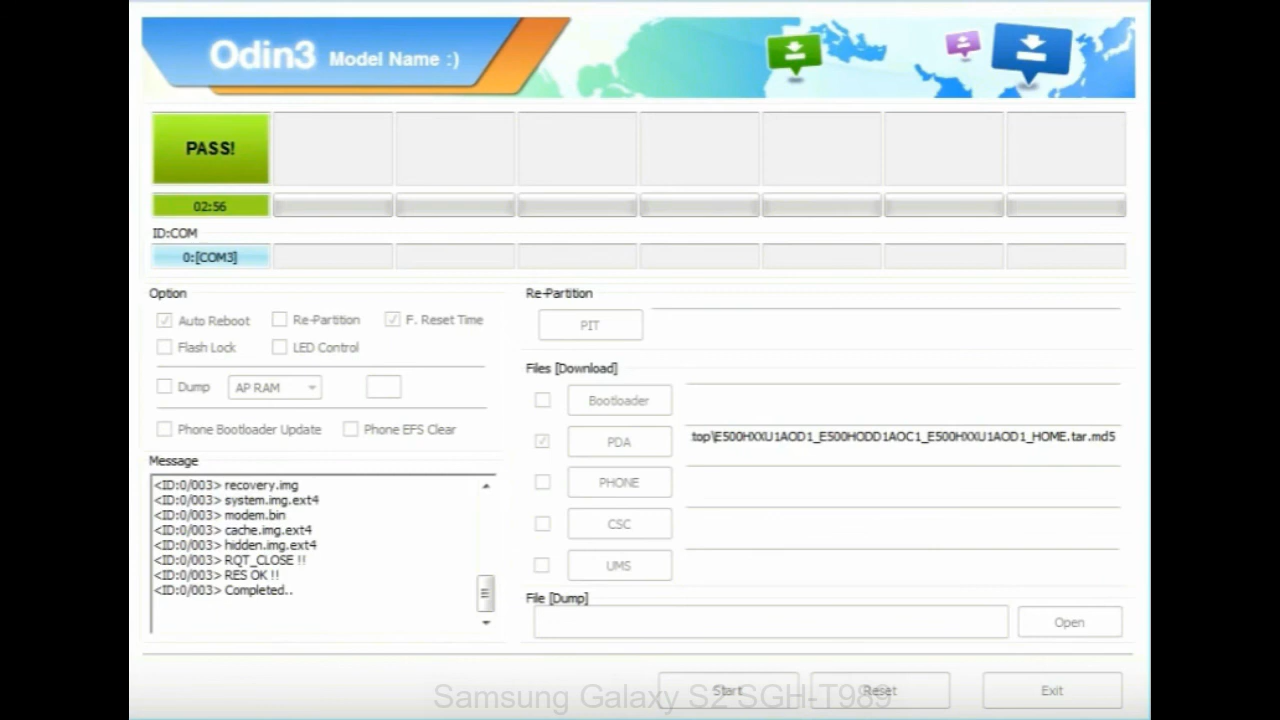 Odin3 Model Name :)
PASS!
02:56
ID:COM
0:[COM3]
Option
Auto Reboot Re-Partition F. Reset Time
Flash Lock LED Control
Dump AP RAM
Phone Bootloader Update Phone EFS Clear
Message
<ID:0/003> recovery.img
<ID:0/003> system.img.ext4
<ID:0/003> modem.bin
<ID:0/003> cache.img.ext4
<ID:0/003> hidden.img.ext4
<ID:0/003> RQT_CLOSE !!
<ID:0/003> RES OK !!
<ID:0/003> Completed..
Re-Partition
PIT
Files [Download]
Bootloader
PDA top\E500HXXU1AOD1_E500HODD1AOC1_E500HXXU1AOD1_HOME.tar.md5
PHONE
CSC
UMS
File [Dump]
Open
Start Reset Exit
Samsung Galaxy S2 SGH-T989